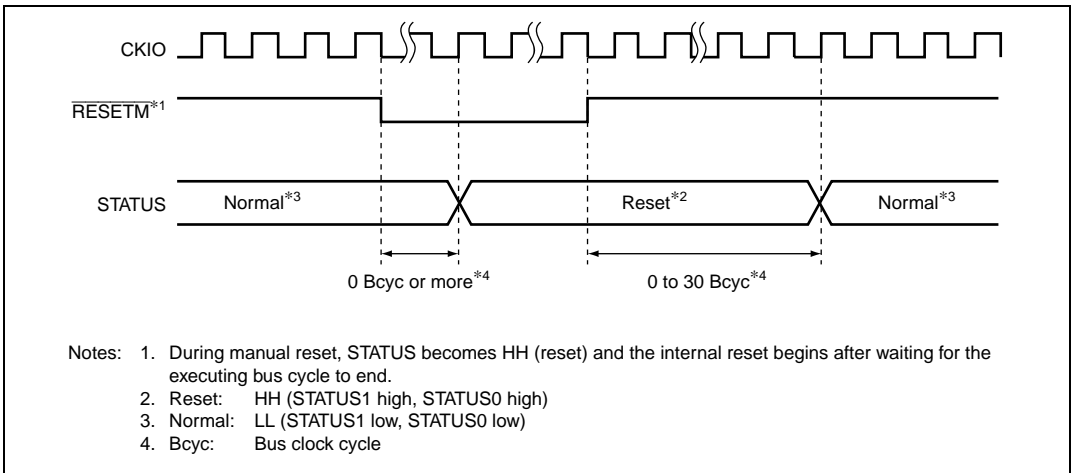 CKIO
RESETM*1
STATUS
Normal*3
Reset*2
Normal*3
0 Bcyc or more*4
0 to 30 Bcyc*4
Notes: 1. During manual reset, STATUS becomes HH (reset) and the internal reset begins after waiting for the
executing bus cycle to end.
2. Reset: HH (STATUS1 high, STATUS0 high)
3. Normal: LL (STATUS1 low, STATUS0 low)
4. Bcyc: Bus clock cycle